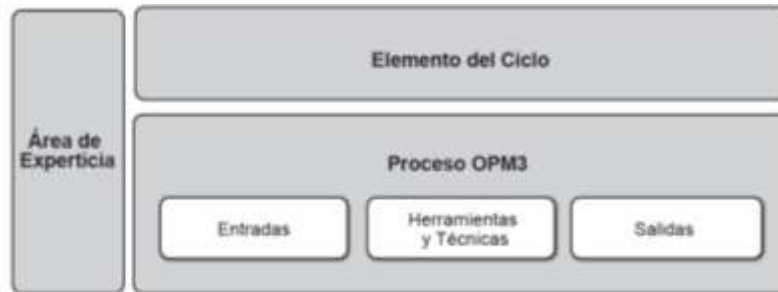 Elemento del Ciclo
Área de
Experticia
Proceso OPM3
Entradas
Herramientas
y Técnicas
Salidas